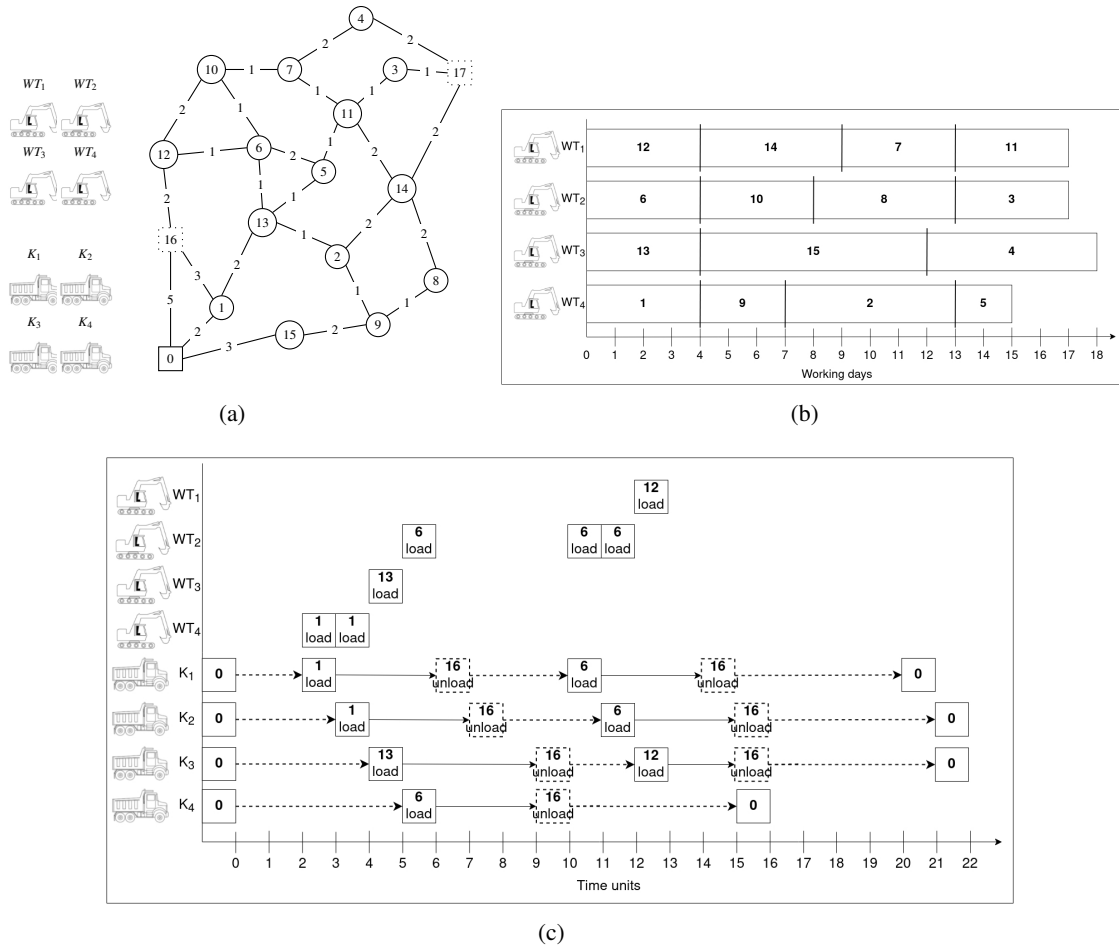 4
10
1
7
2
2
3
1
17
WT1 WT2
2
1
1
11
1
2
12
1
6
2
1
5
2
WT3 WT4
1
1
14
2
13
1
2
2
16
2
2
K1 K2
3
1
8
5
1
1
2
15
2
9
K3 K4
0
3
(a)
WT1 12 14 7 11
WT2 6 10 8 3
WT3 13 15 4
WT4 1 9 2 5
0 1 2 3 4 5 6 7 8 9 10 11 12 13 14 15 16 17 18
Working days
(b)
WT1 12
load
WT2 6 6 6
load load load
WT3 13
load
WT4 1 1
load load
K1 0 1 16 6 16 0
load unload load unload
K2 0 1 16 6 16 0
load unload load unload
K3 0 13 16 12 16 0
load unload load unload
K4 0 6 16 0
load unload
0 1 2 3 4 5 6 7 8 9 10 11 12 13 14 15 16 17 18 19 20 21 22
Time units
(c)